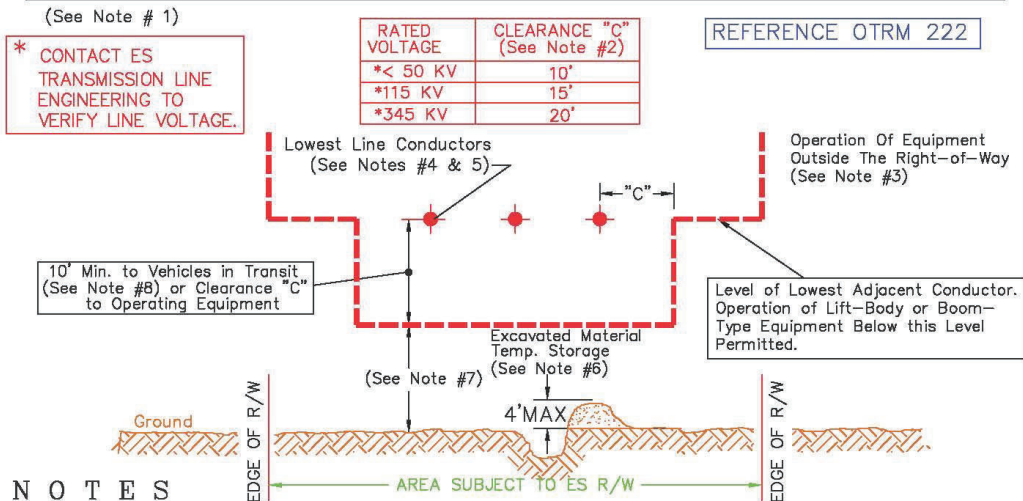 (See Note # 1)
* CONTACT ES
TRANSMISSION LINE
ENGINEERING TO
VERIFY LINE VOLTAGE.
RATED VOLTAGE CLEARANCE "C" (See Note #2)
*< 50 KV 10'
*115 KV 15'
*345 KV 20'
REFERENCE OTRM 222
Lowest Line Conductors
(See Notes #4 & 5)
"C"
Operation Of Equipment
Outside The Right-of-Way
(See Note #3)
10' Min. to Vehicles in Transit
(See Note #8) or Clearance "C"
to Operating Equipment
Level of Lowest Adjacent Conductor.
Operation of Lift-Body or Boom-
Type Equipment Below this Level
Permitted.
Excavated Material
Temp. Storage
(See Note #6)
(See Note #7)
4'MAX
Ground
EDGE OF R/W
EDGE OF R/W
AREA SUBJECT TO ES R/W
NOTES